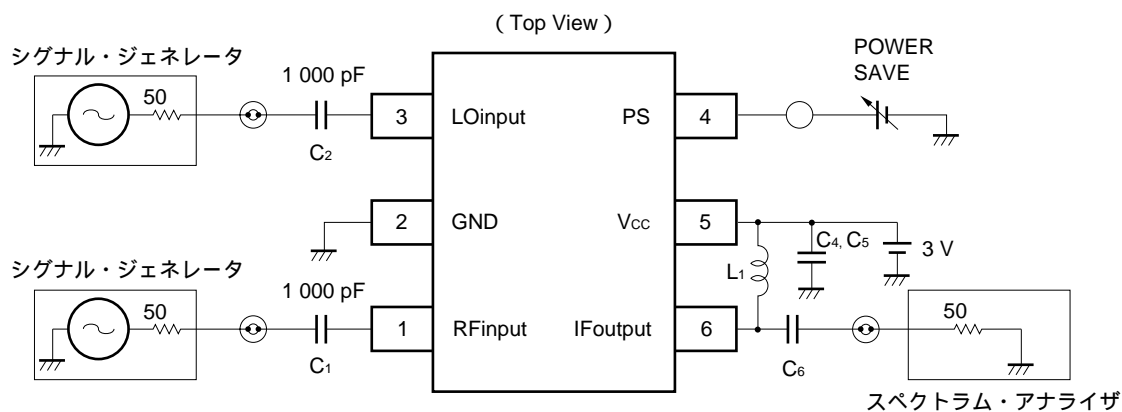 ( Top View )
シグナル・ジェネレータ
50
1 000 pF
C2
3
LOinput
PS
4
POWER
SAVE
2
GND
VCC
5
C4, C5
3 V
L1
シグナル・ジェネレータ
50
1 000 pF
C1
1
RFinput
IFoutput
6
C6
50
スペクトラム・アナライザ